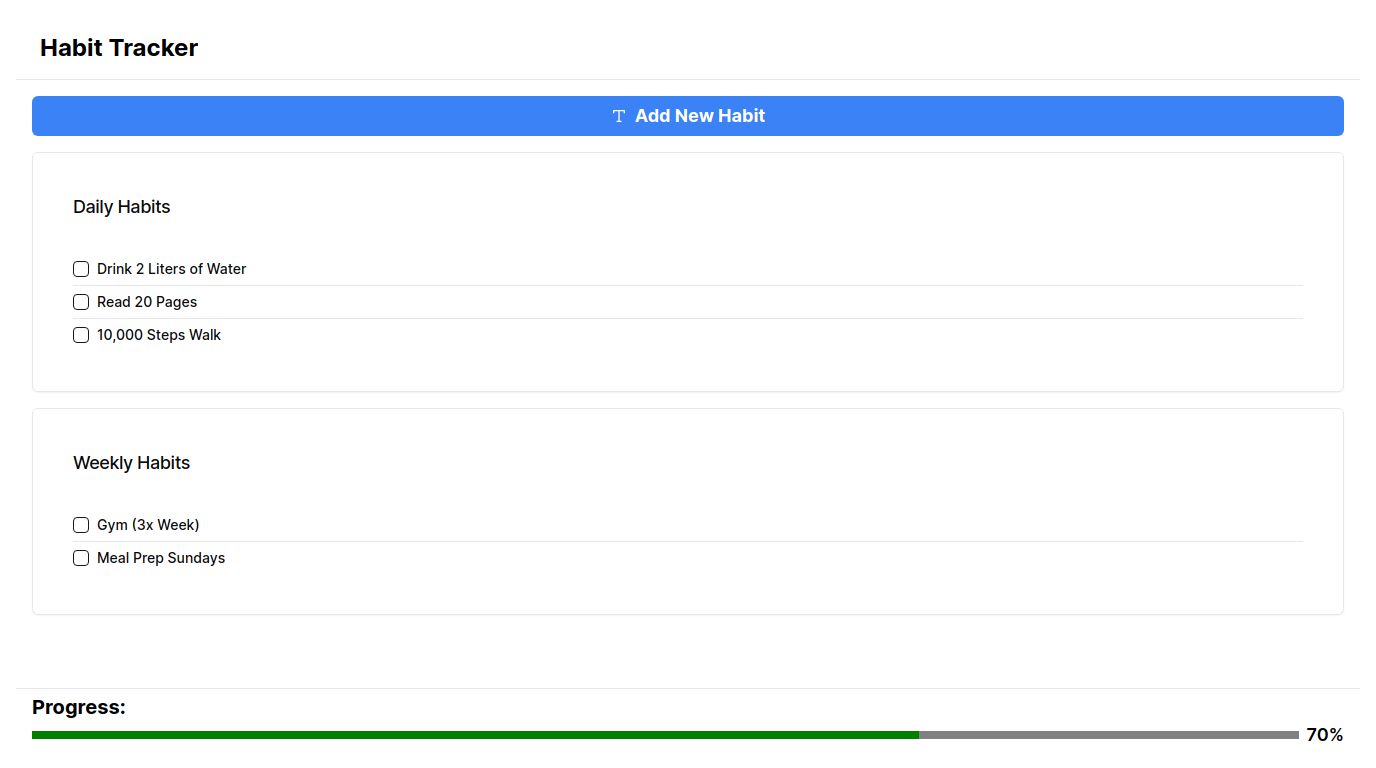 Habit Tracker
Add New Habit
Daily Habits
Drink 2 Liters of Water
Read 20 Pages
10,000 Steps Walk
Weekly Habits
Gym (3x Week)
Meal Prep Sundays
Progress:
70%